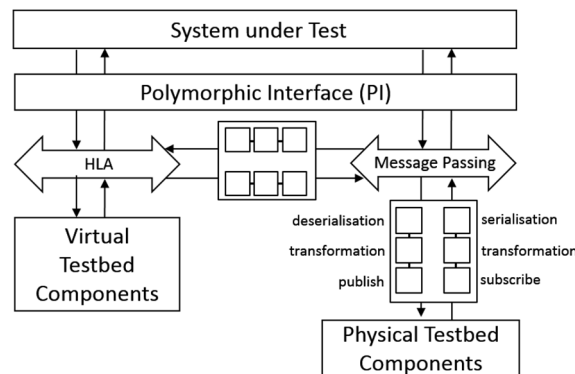 System under Test
Polymorphic Interface (PI)
HLA
Message Passing
deserialisation
serialisation
transformation
transformation
publish
subscribe
Virtual
Testbed
Components
Physical Testbed
Components